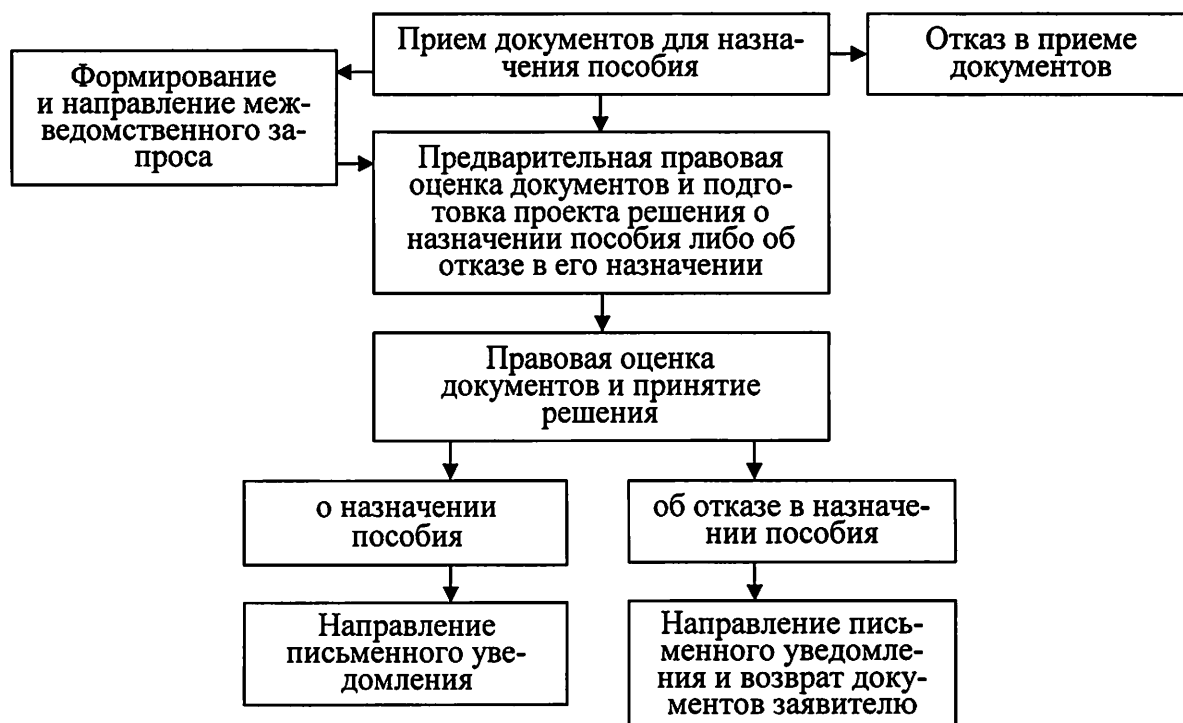 Прием документов для назна-
чения пособия
Отказ в приеме
документов
Формирование
и направление меж-
ведомственного за-
проса
Предварительная правовая
оценка документов и подго-
товка проекта решения о
назначении пособия либо об
отказе в его назначении
Правовая оценка
документов и принятие
решения
о назначении
пособия
об отказе в назначе-
нии пособия
Направление
письменного уве-
домления
Направление пись-
менного уведомле-
ния и возврат доку-
ментов заявителю